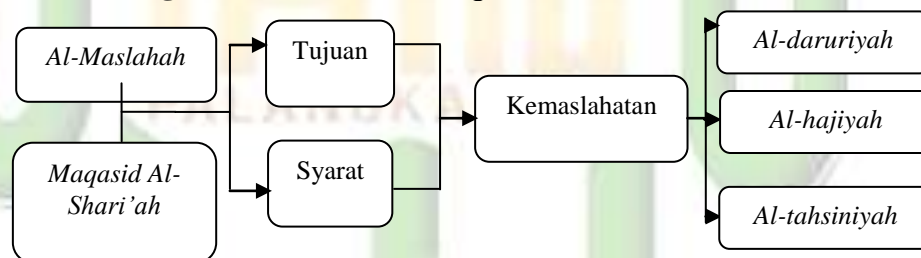 Al-Maslahah
Maqasid Al-
Shari'ah
Tujuan
Syarat
Kemaslahatan
Al-daruriyah
Al-hajiyah
Al-tahsiniyah